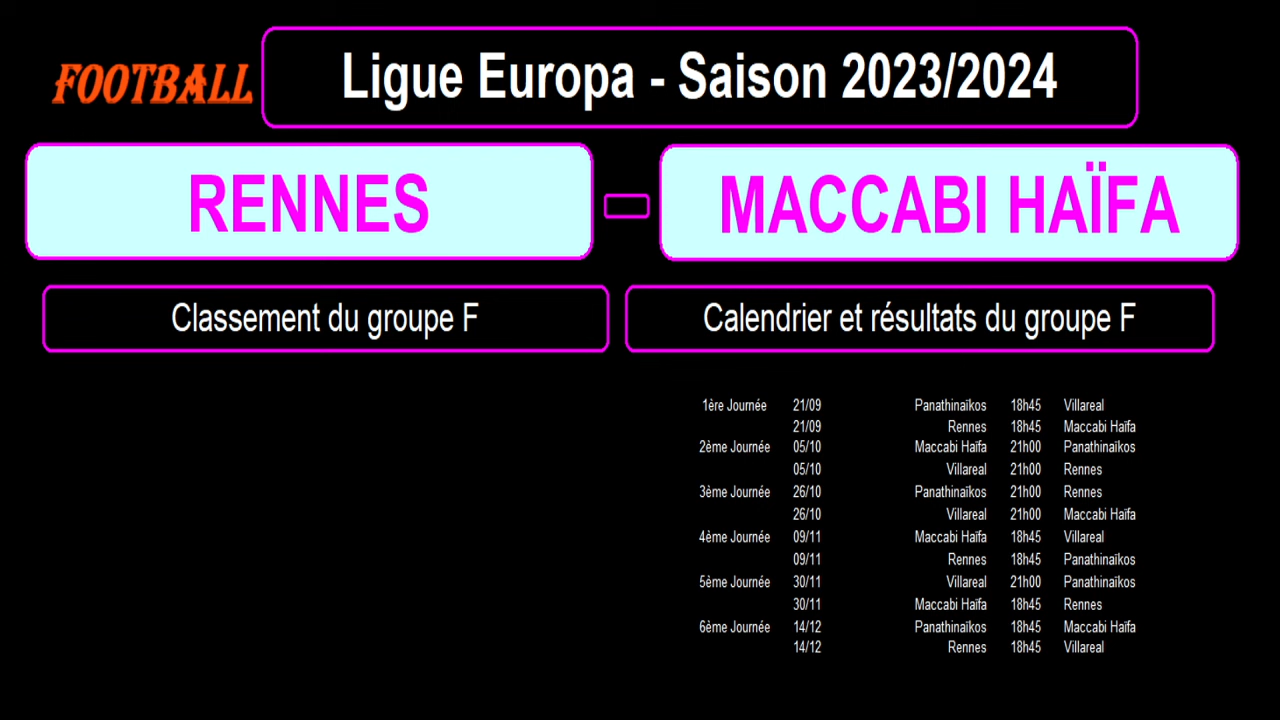 FOOTBALL
Ligue Europa - Saison 2023/2024
RENNES - MACCABI HAÏFA
Classement du groupe F
Calendrier et résultats du groupe F
1ère Journée 21/09 Panathinaïkos 18h45 Villareal
21/09 Rennes 18h45 Maccabi Haïfa
2ème Journée 05/10 Maccabi Haïfa 21h00 Panathinaïkos
05/10 Villareal 21h00 Rennes
3ème Journée 26/10 Panathinaïkos 21h00 Rennes
26/10 Villareal 21h00 Maccabi Haïfa
4ème Journée 09/11 Maccabi Haïfa 18h45 Villareal
09/11 Rennes 18h45 Panathinaïkos
5ème Journée 30/11 Villareal 21h00 Panathinaïkos
30/11 Maccabi Haïfa 18h45 Rennes
6ème Journée 14/12 Panathinaïkos 18h45 Maccabi Haïfa
14/12 Rennes 18h45 Villareal